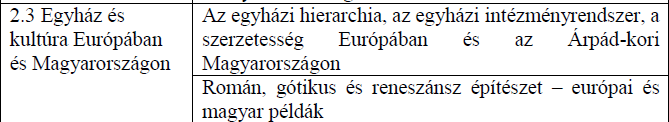 2.3 Egyház és
kultúra Európában
és Magyarországon
Az egyházi hierarchia, az egyházi intézményrendszer, a
szerzetesség Európában és az Árpád-kori
Magyarországon
Román, gótikus és reneszánsz építészet – európai és
magyar példák